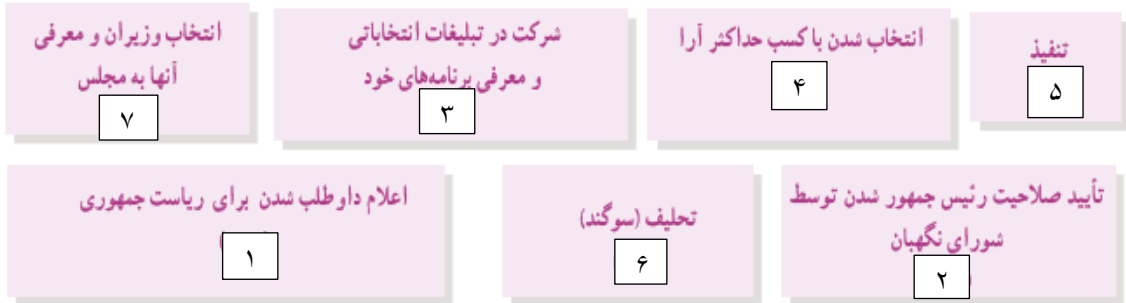 تنفیذ
۵
انتخاب شدن با کسب حداکثر آرا
۴
شرکت در تبلیغات انتخاباتی
و معرفی برنامه‌های خود
۳
انتخاب وزیران و معرفی
آنها به مجلس
۷
تأیید صلاحیت رئیس جمهور شدن توسط
شورای نگهبان
۲
تحلیف (سوگند)
۶
اعلام داوطلب شدن برای ریاست جمهوری
۱